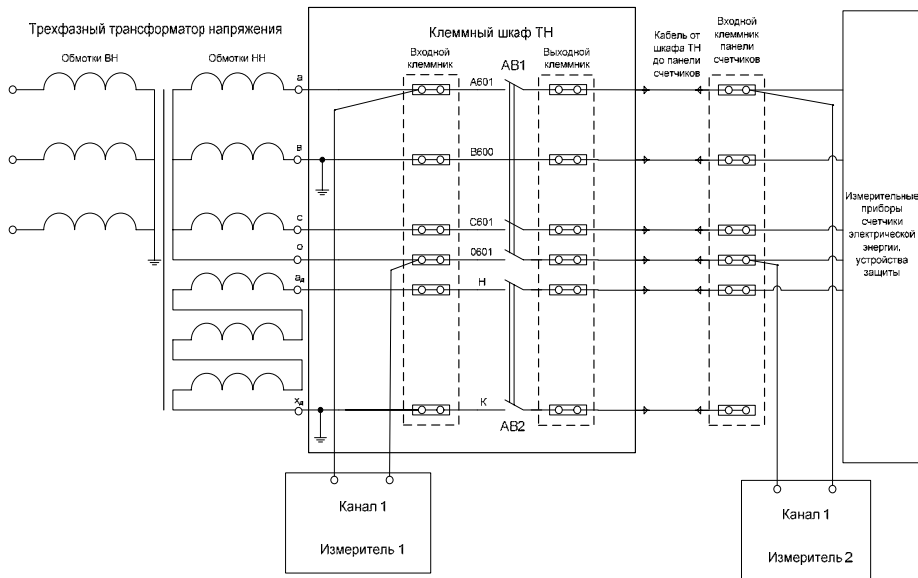 Трехфазный трансформатор напряжения
Обмотки ВН
Обмотки НН
Клеммный шкаф ТН
Входной
клеммник
АВ1
Выходной
клеммник
Кабель от
шкафа ТН
до панели
счетчиков
Входной
клеммник
панели
счетчиков
а
А601
в
В600
с
С601
о
0601
ад
Н
хд
К
АВ2
Измерительные
приборы
счетчики
электрической
энергии,
устройства
защиты
Канал 1
Измеритель 1
Канал 1
Измеритель 2